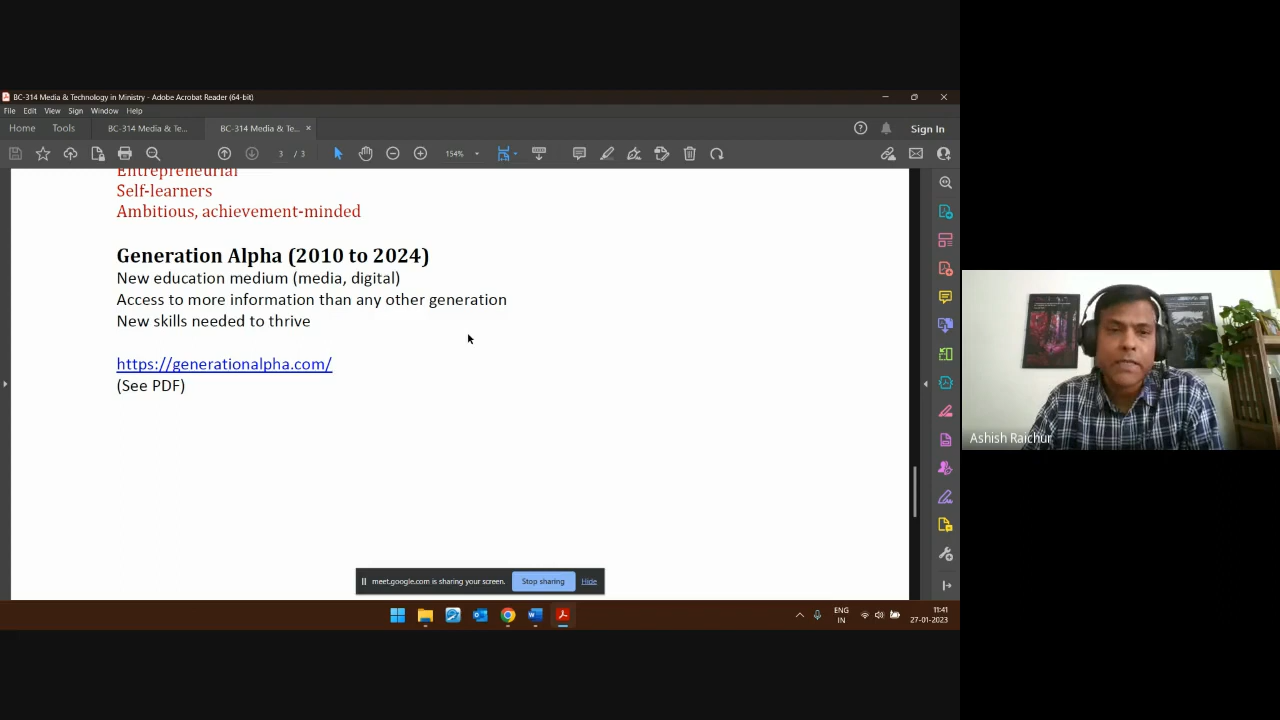 BC-314 Media & Technology in Ministry - Adobe Acrobat Reader (64-bit)
File Edit View Sign Window Help
Home Tools BC-314 Media & Te... BC-314 Media & Te... × Sign In
3 / 3 154%
Entrepreneurial
Self-learners
Ambitious, achievement-minded
Generation Alpha (2010 to 2024)
New education medium (media, digital)
Access to more information than any other generation
New skills needed to thrive
https://generationalpha.com/
(See PDF)
Ashish Raichur
meet.google.com is sharing your screen. Stop sharing Hide
ENG
IN
11:41
27-01-2023